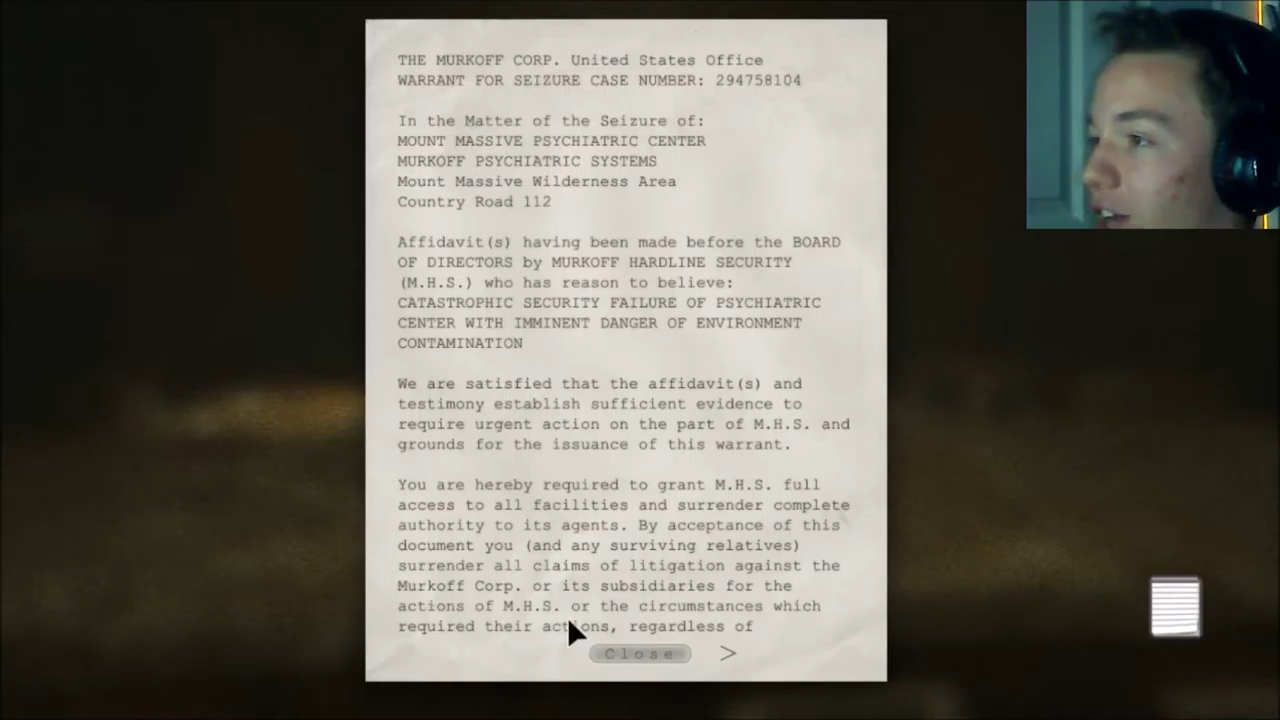 THE MURKOFF CORP. United States Office
WARRANT FOR SEIZURE CASE NUMBER: 294758104
In the Matter of the Seizure of:
MOUNT MASSIVE PSYCHIATRIC CENTER
MURKOFF PSYCHIATRIC SYSTEMS
Mount Massive Wilderness Area
Country Road 112
Affidavit(s) having been made before the BOARD
OF DIRECTORS by MURKOFF HARDLINE SECURITY
(M.H.S.) who has reason to believe:
CATASTROPHIC SECURITY FAILURE OF PSYCHIATRIC
CENTER WITH IMMINENT DANGER OF ENVIRONMENT
CONTAMINATION
We are satisfied that the affidavit(s) and
testimony establish sufficient evidence to
require urgent action on the part of M.H.S. and
grounds for the issuance of this warrant.
You are hereby required to grant M.H.S. full
access to all facilities and surrender complete
authority to its agents. By acceptance of this
document you (and any surviving relatives)
surrender all claims of litigation against the
Murkoff Corp. or its subsidiaries for the
actions of M.H.S. or the circumstances which
required their actions, regardless of
Close >